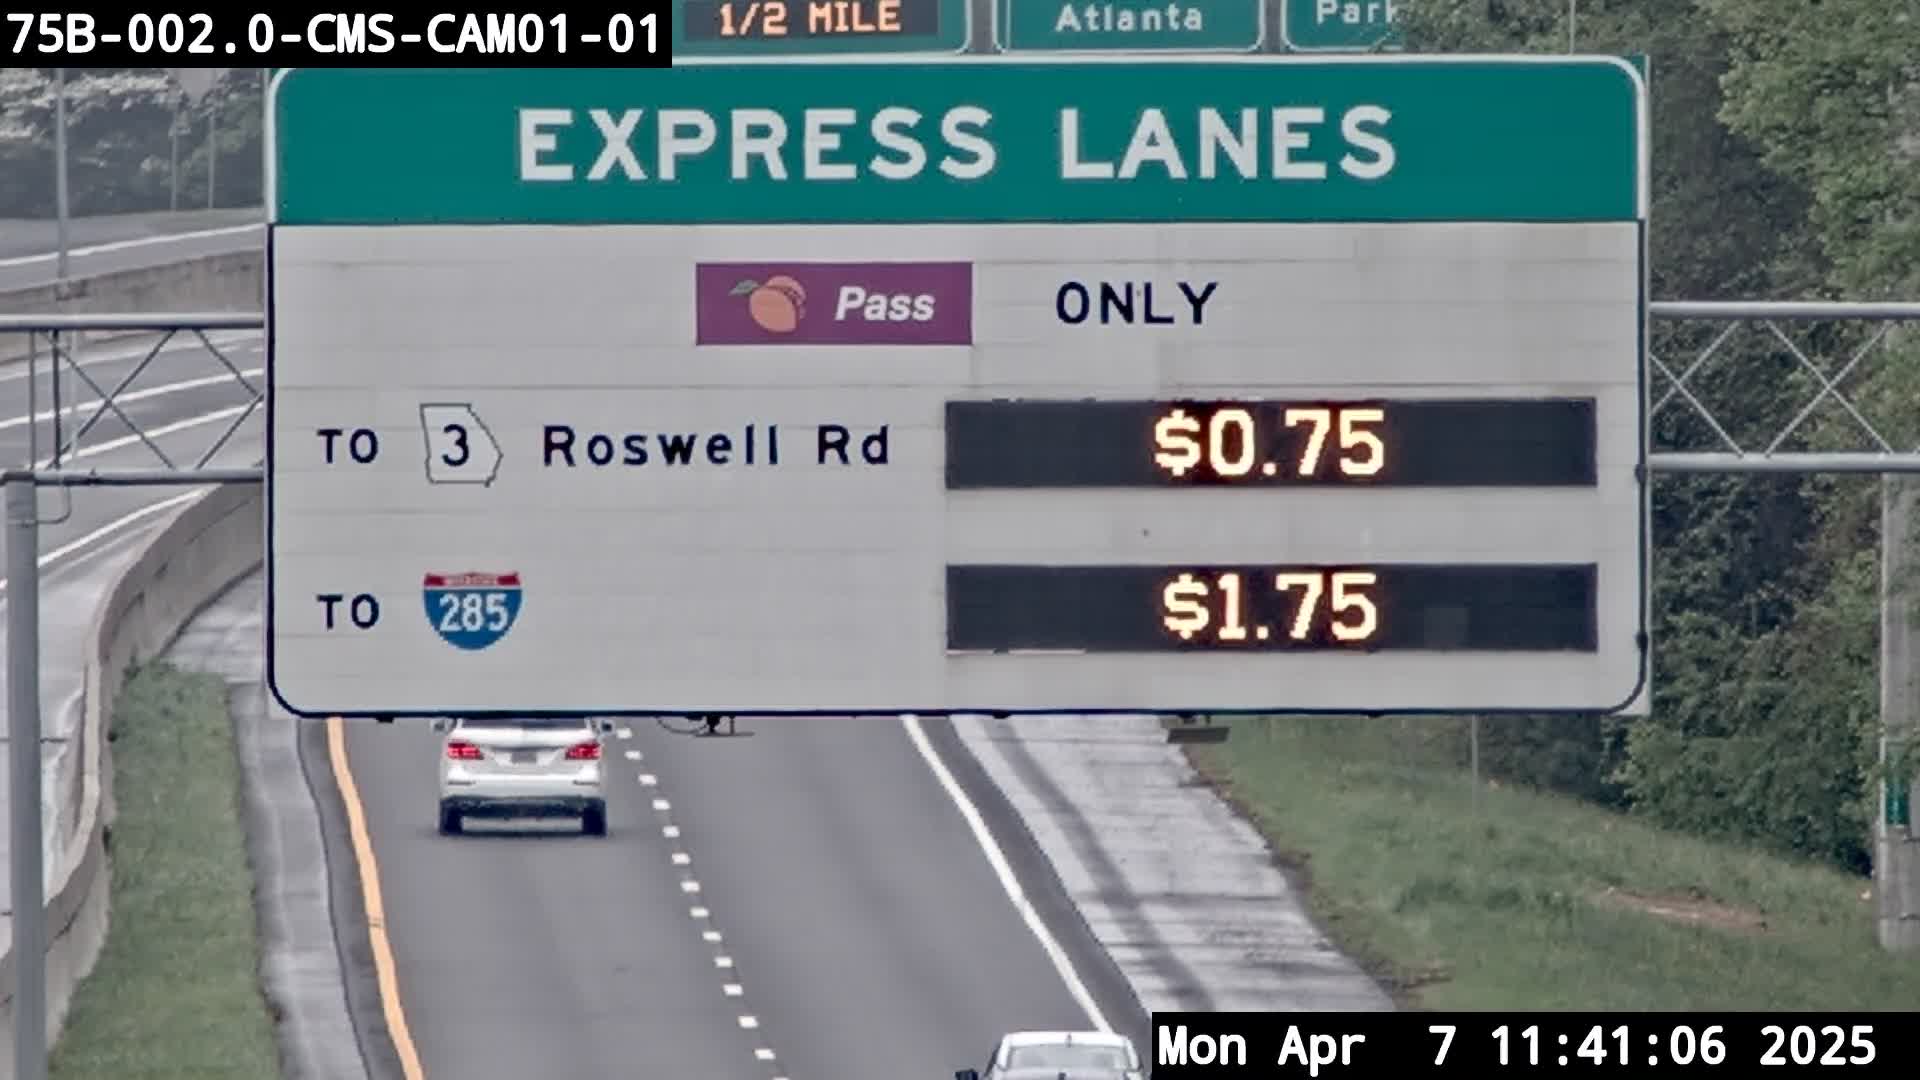 75B-002.0-CMS-CAM01-01
1/2 MILE
Atlanta
Park
EXPRESS LANES
Pass ONLY
TO 3 Roswell Rd $0.75
TO 285 $1.75
Mon Apr 7 11:41:06 2025